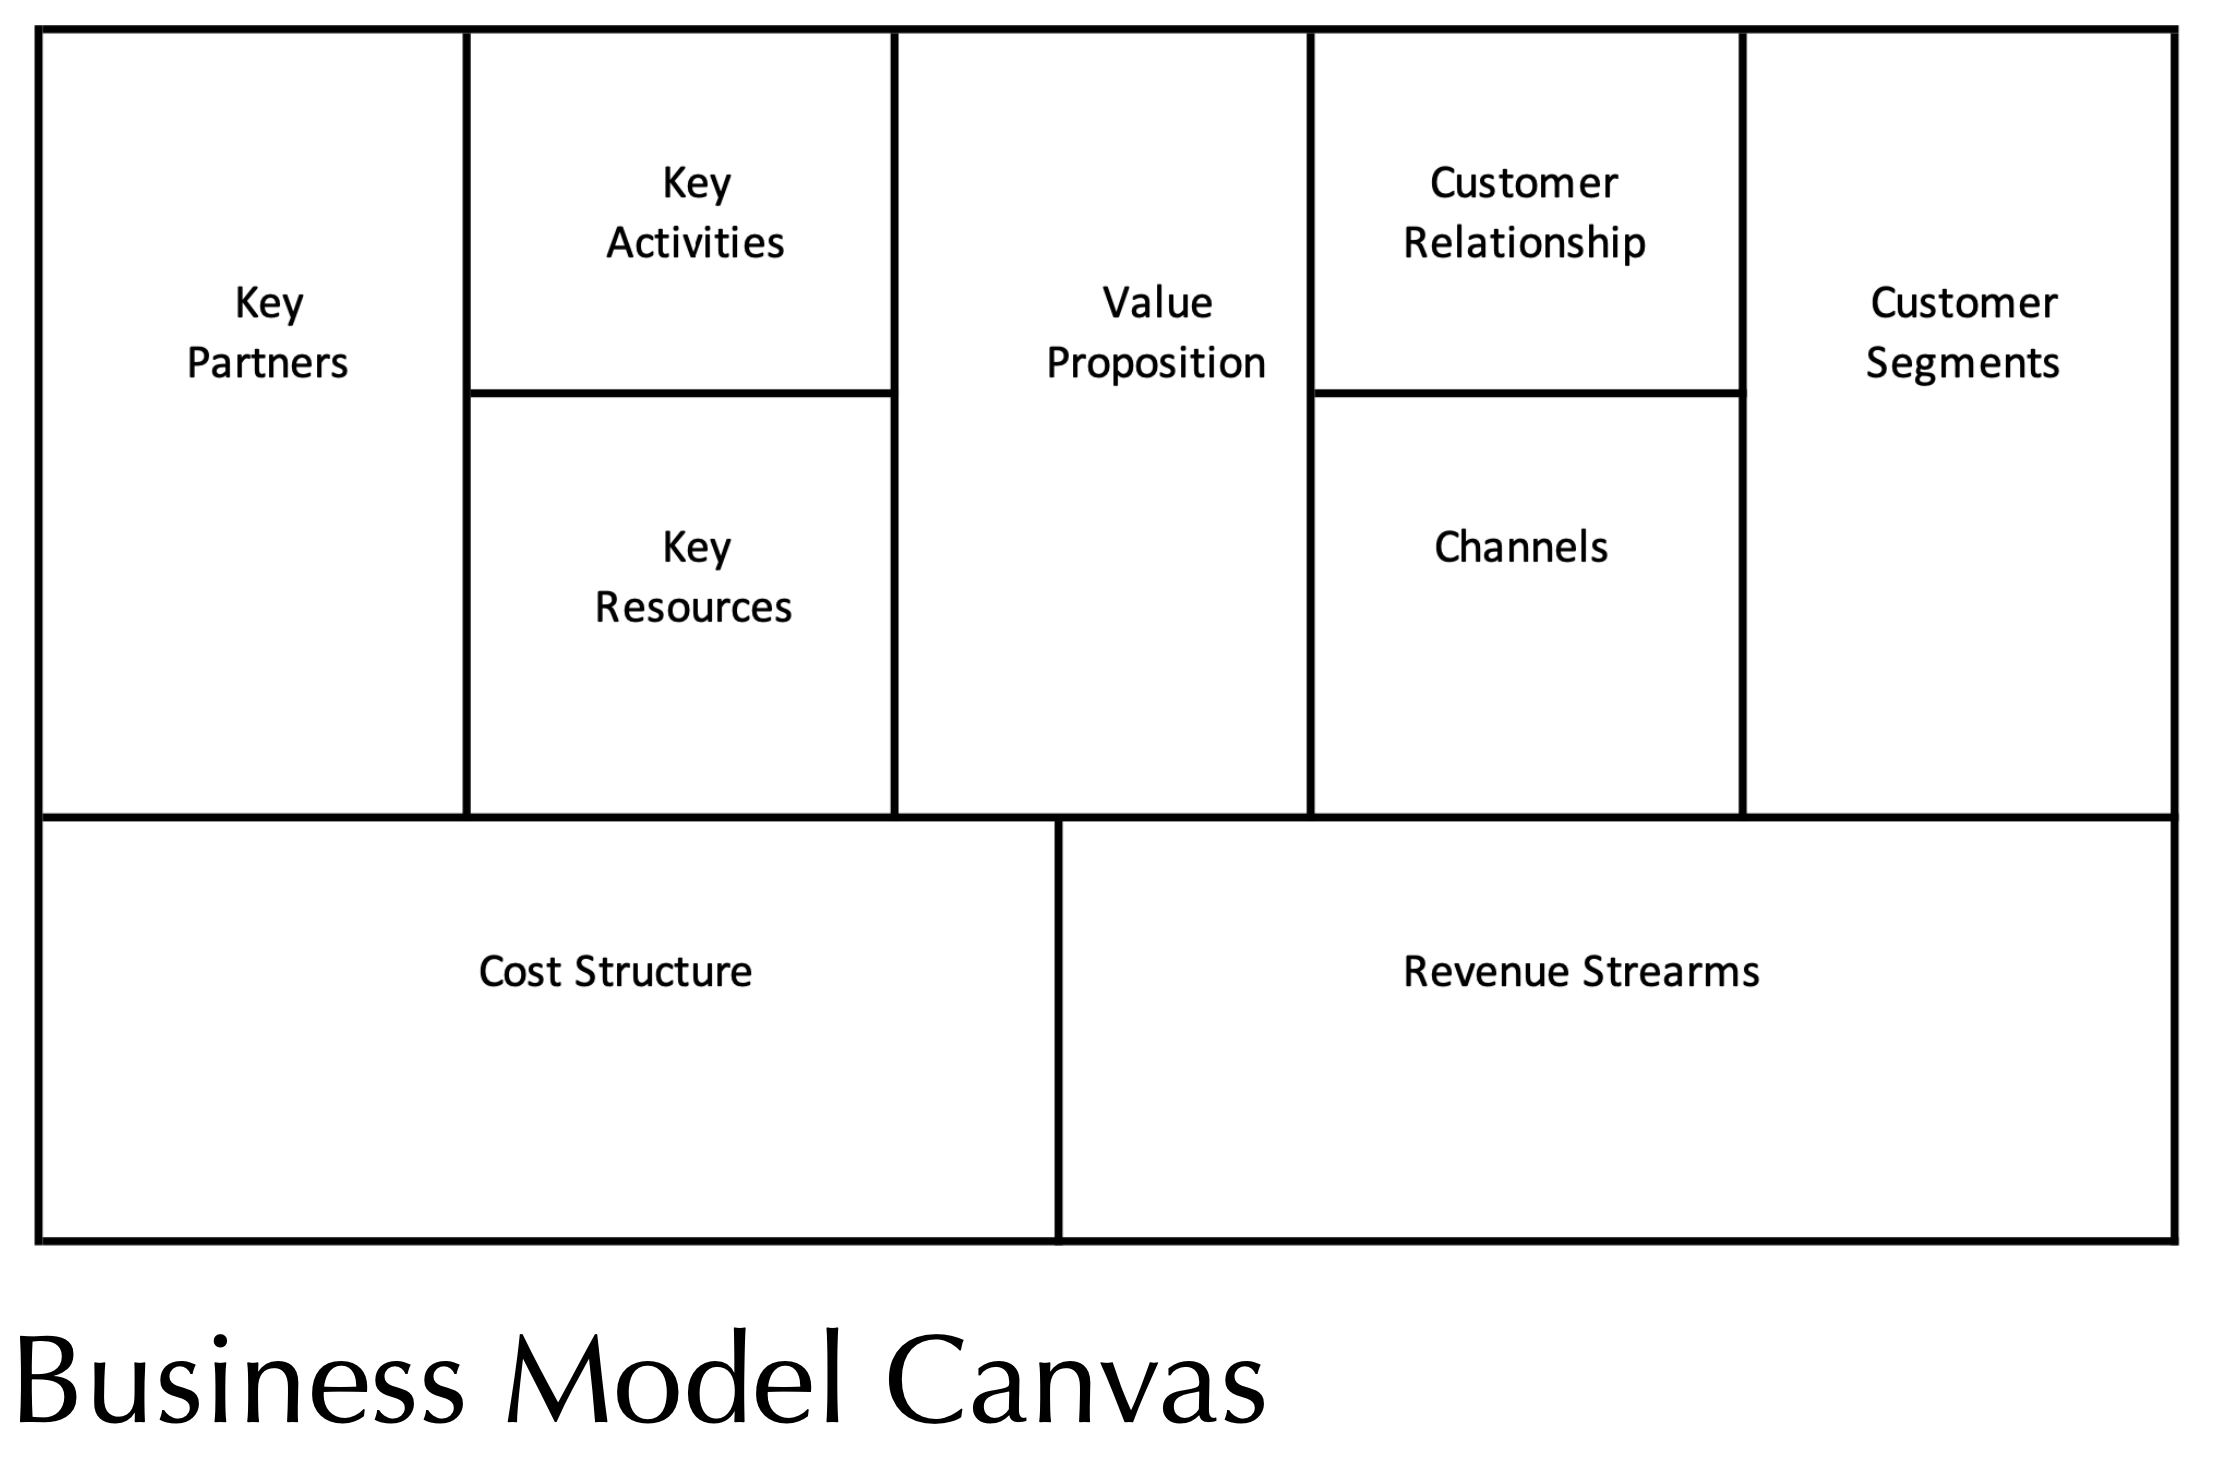 Key
Partners
Key
Activities
Key
Resources
Value
Proposition
Customer
Relationship
Channels
Customer
Segments
Cost Structure
Revenue Strearms
Business Model Canvas